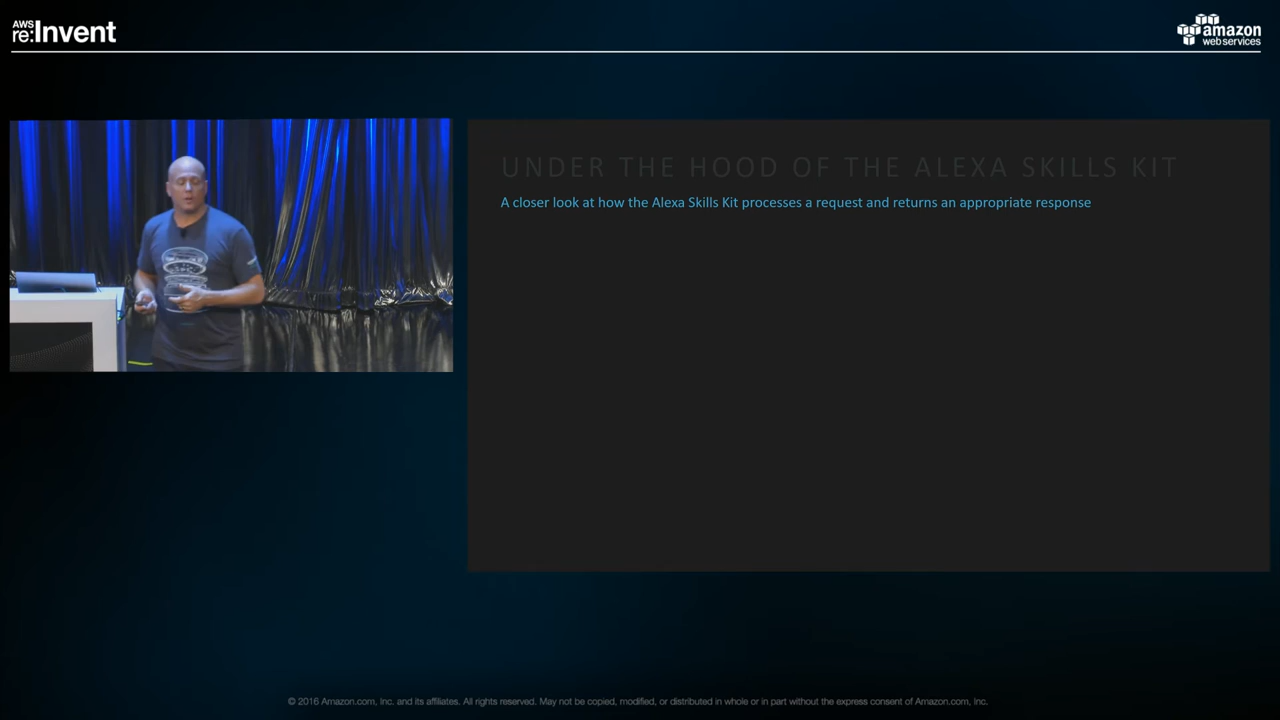 AWS
re:Invent
amazon
web services
UNDER THE HOOD OF THE ALEXA SKILLS KIT
A closer look at how the Alexa Skills Kit processes a request and returns an appropriate response
© 2016 Amazon.com, Inc. and its affiliates. All rights reserved. May not be copied, modified, or distributed in whole or in part without the express consent of Amazon.com, Inc.